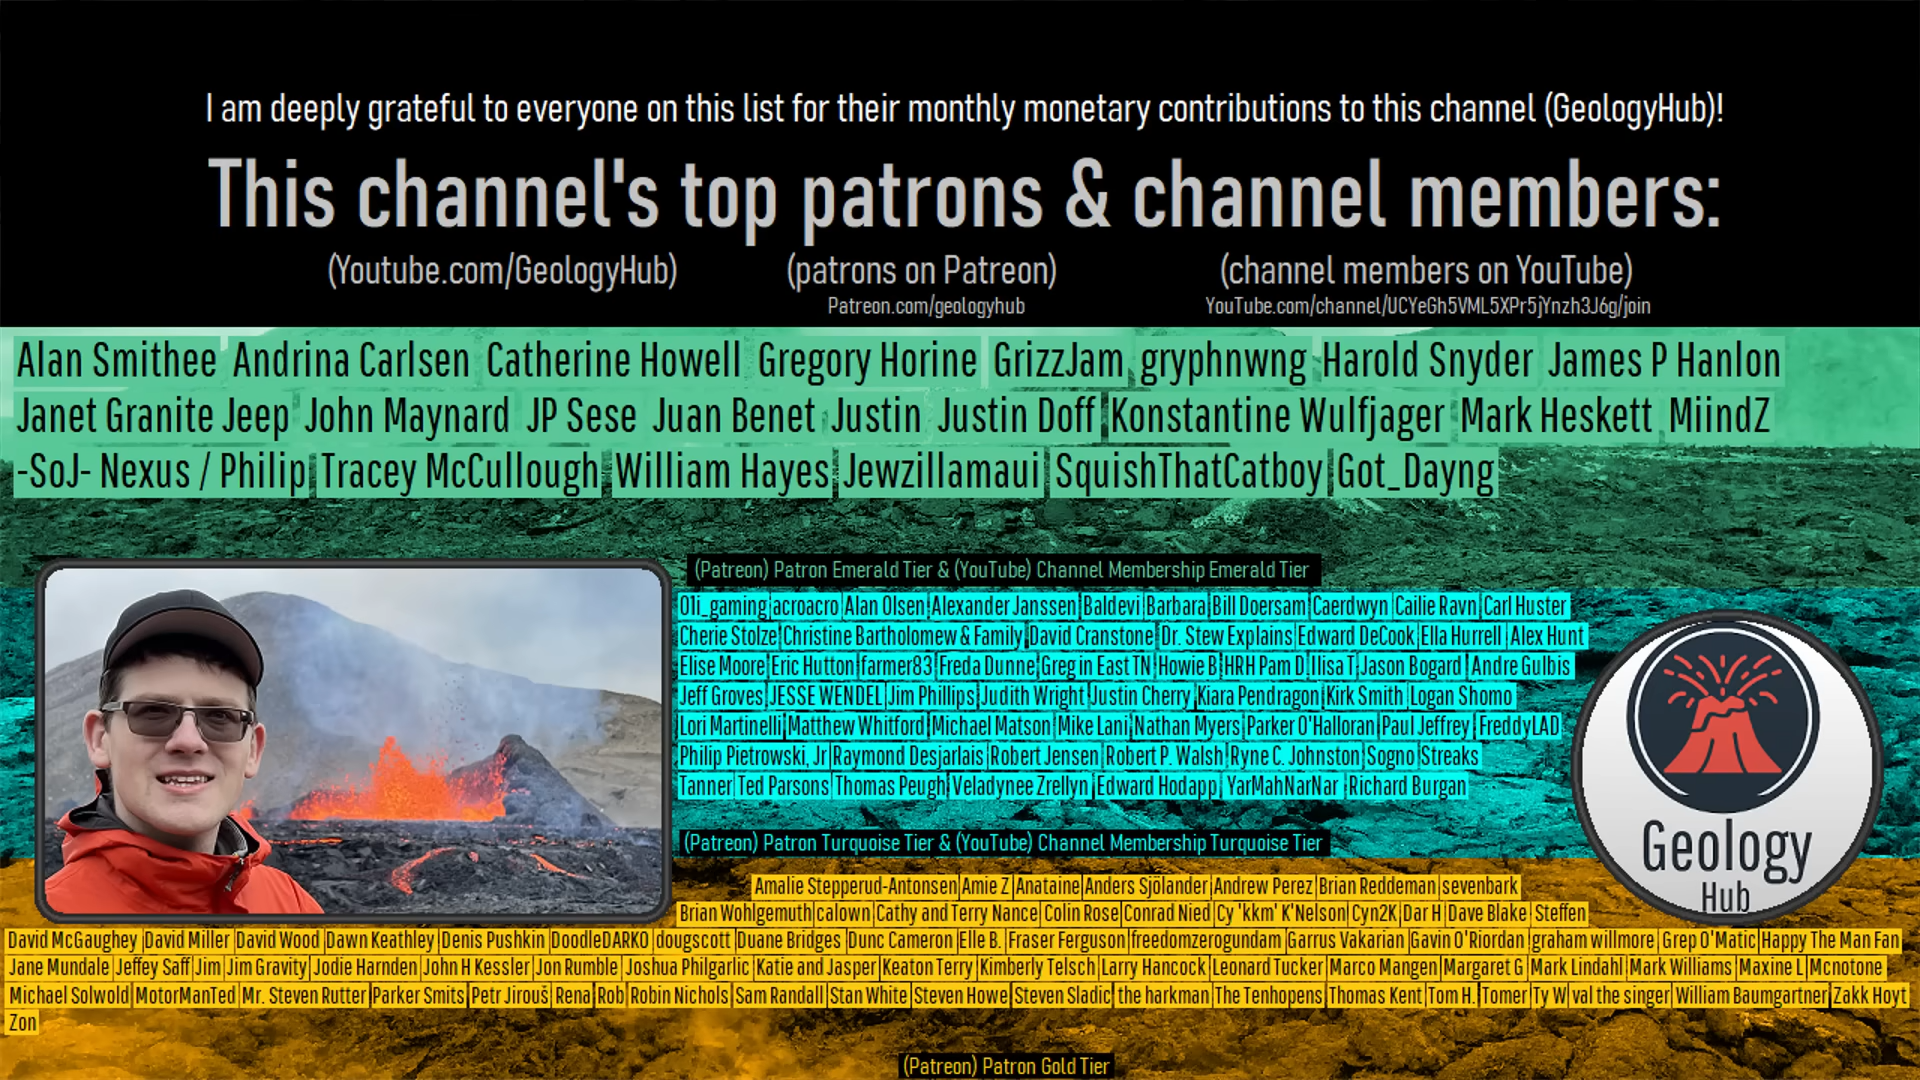 I am deeply grateful to everyone on this list for their monthly monetary contributions to this channel (GeologyHub)!
This channel's top patrons & channel members:
(Youtube.com/GeologyHub) (patrons on Patreon) (channel members on YouTube)
Patreon.com/geologyhub YouTube.com/channel/UCYeGh5VML5XPr5jYnzh3J6g/join
Alan Smithee Andrina Carlsen Catherine Howell Gregory Horine GrizzJam gryphnwng Harold Snyder James P Hanlon
Janet Granite Jeep John Maynard JP Sese Juan Benet Justin Justin Doff Konstantine Wulfjager Mark Heskett MiindZ
-SoJ- Nexus / Philip Tracey McCullough William Hayes Jewzillamaui SquishThatCatboy Got_Dayng
(Patreon) Patron Emerald Tier & (YouTube) Channel Membership Emerald Tier
01i_gaming acroacro Alan Olsen Alexander Janssen Baldevi Barbara Bill Doersam Caerdwyn Cailie Ravn Carl Huster
Cherie Stolze Christine Bartholomew & Family David Cranstone Dr. Stew Explains Edward DeCook Ella Hurrell Alex Hunt
Elise Moore Eric Hutton farmer83 Freda Dunne Greg in East TN Howie B HRH Pam D Ilisa T Jason Bogard Andre Gulbis
Jeff Groves JESSE WENDEL Jim Phillips Judith Wright Justin Cherry Kiara Pendragon Kirk Smith Logan Shomo
Lori Martinelli Matthew Whitford Michael Matson Mike Lani Nathan Myers Parker O'Halloran Paul Jeffrey FreddyLAD
Philip Pietrowski, Jr Raymond Desjarlais Robert Jensen Robert P. Walsh Ryne C. Johnston Sogno Streaks
Tanner Ted Parsons Thomas Peugh Veladynee Zrellyn Edward Hodapp YarMahNarNar Richard Burgan
(Patreon) Patron Turquoise Tier & (YouTube) Channel Membership Turquoise Tier
Geology
Hub
Amalie Stepperud-Antonsen Amie Z Anataine Anders Sjölander Andrew Perez Brian Reddeman sevenbark
Brian Wohlgemuth calown Cathy and Terry Nance Colin Rose Conrad Nied Cy 'kkm' K'Nelson Cyn2K Dar H Dave Blake Steffen
David McGaughey David Miller David Wood Dawn Keathley Denis Pushkin DoodleDARKO dougscott Duane Bridges Dunc Cameron Elle B. Fraser Ferguson freedomzerogundam Garrus Vakarian Gavin O'Riordan graham willmore Grep O'Matic Happy The Man Fan
Jane Mundale Jeffey Saff Jim Jim Gravity Jodie Harnden John H Kessler Jon Rumble Joshua Philgarlic Katie and Jasper Keaton Terry Kimberly Telsch Larry Hancock Leonard Tucker Marco Mangen Margaret G Mark Lindahl Mark Williams Maxine L Mcnotone
Michael Solwold MotorManTed Mr. Steven Rutter Parker Smits Petr Jirouš Rena Rob Robin Nichols Sam Randall Stan White Steven Howe Steven Sladic the harkman The Tenhopens Thomas Kent Tom H. Tomer Ty W val the singer William Baumgartner Zakk Hoyt
Zon
(Patreon) Patron Gold Tier